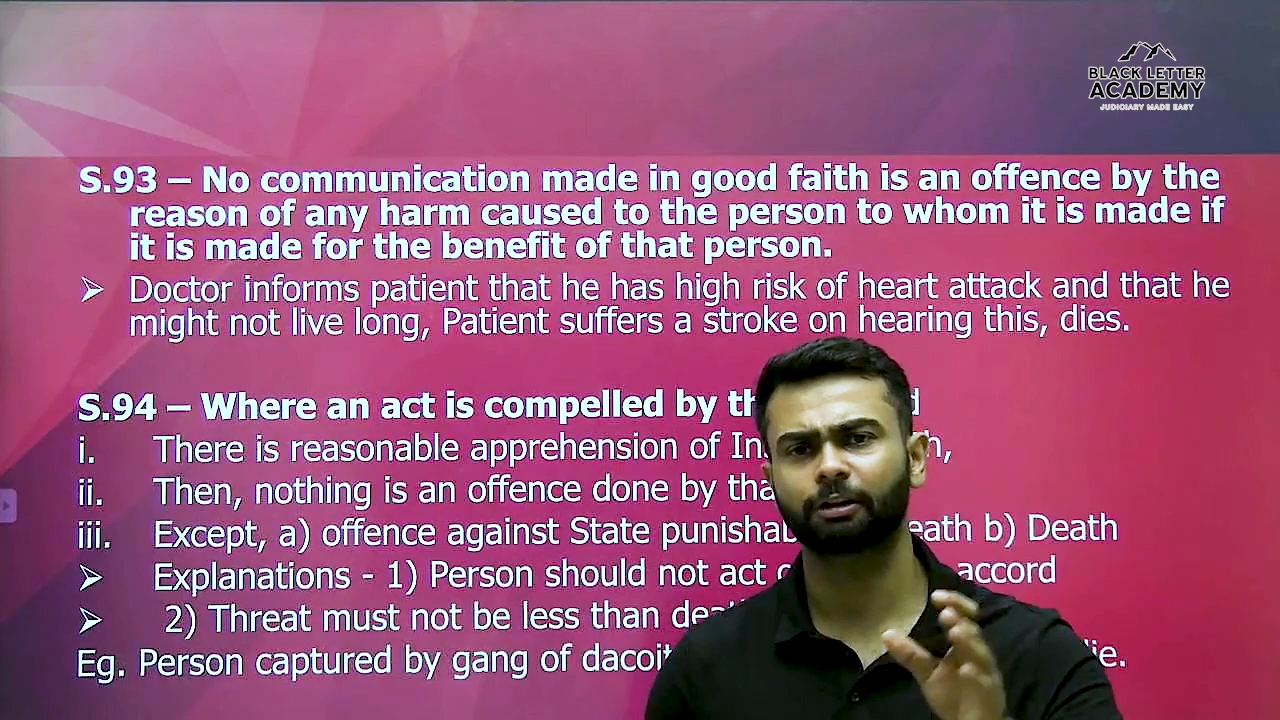 BLACK LETTER
ACADEMY
JUDICIARY MADE EASY
S.93 – No communication made in good faith is an offence by the
reason of any harm caused to the person to whom it is made if
it is made for the benefit of that person.
Doctor informs patient that he has high risk of heart attack and that he
might not live long, Patient suffers a stroke on hearing this, dies.
S.94 – Where an act is compelled by
i. There is reasonable apprehension of
ii. Then, nothing is an offence done by
iii. Except, a) offence against State b) Death
Explanations - 1) Person should not act accord
2) Threat must not be less than
Eg. Person captured by gang of